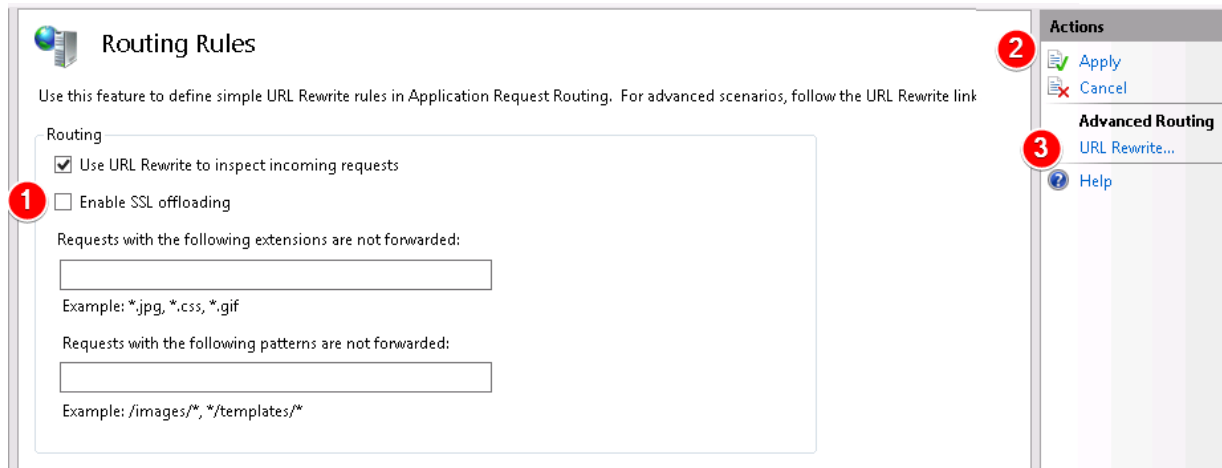 Routing Rules
Use this feature to define simple URL Rewrite rules in Application Request Routing. For advanced scenarios, follow the URL Rewrite link
Routing
Use URL Rewrite to inspect incoming requests
1 Enable SSL offloading
Requests with the following extensions are not forwarded:
Example: *.jpg, *.css, *.gif
Requests with the following patterns are not forwarded:
Example: /images/*, */templates/*
Actions
2 Apply
Cancel
Advanced Routing
3 URL Rewrite...
Help